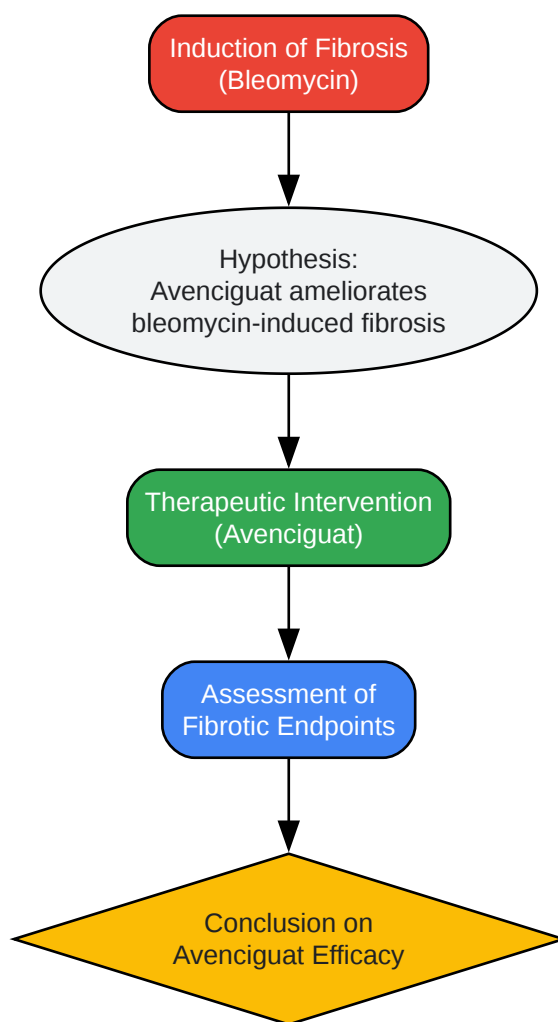 Induction of Fibrosis
(Bleomycin)
Hypothesis:
Avenciguat ameliorates
bleomycin-induced fibrosis
Therapeutic Intervention
(Avenciguat)
Assessment of
Fibrotic Endpoints
Conclusion on
Avenciguat Efficacy